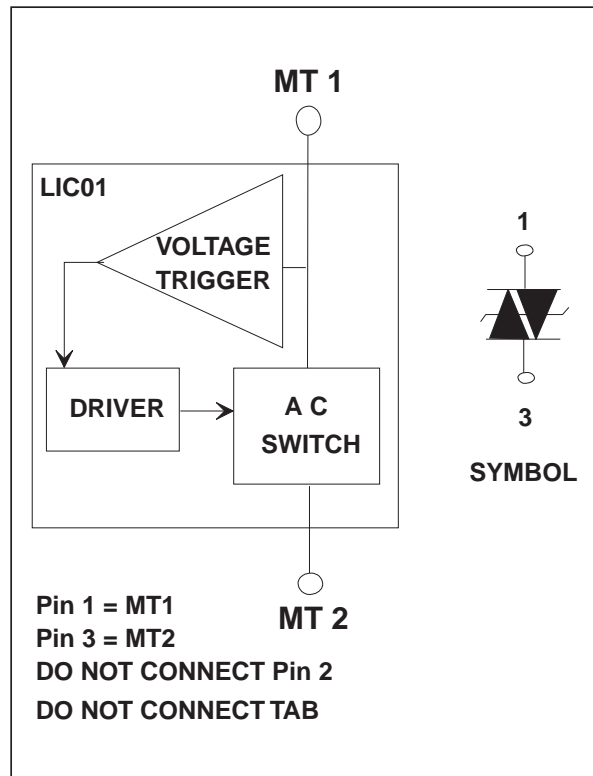 MT 1
LIC01
VOLTAGE
TRIGGER
DRIVER
A C
SWITCH
MT 2
1
3
SYMBOL
Pin 1 = MT1
Pin 3 = MT2
DO NOT CONNECT Pin 2
DO NOT CONNECT TAB